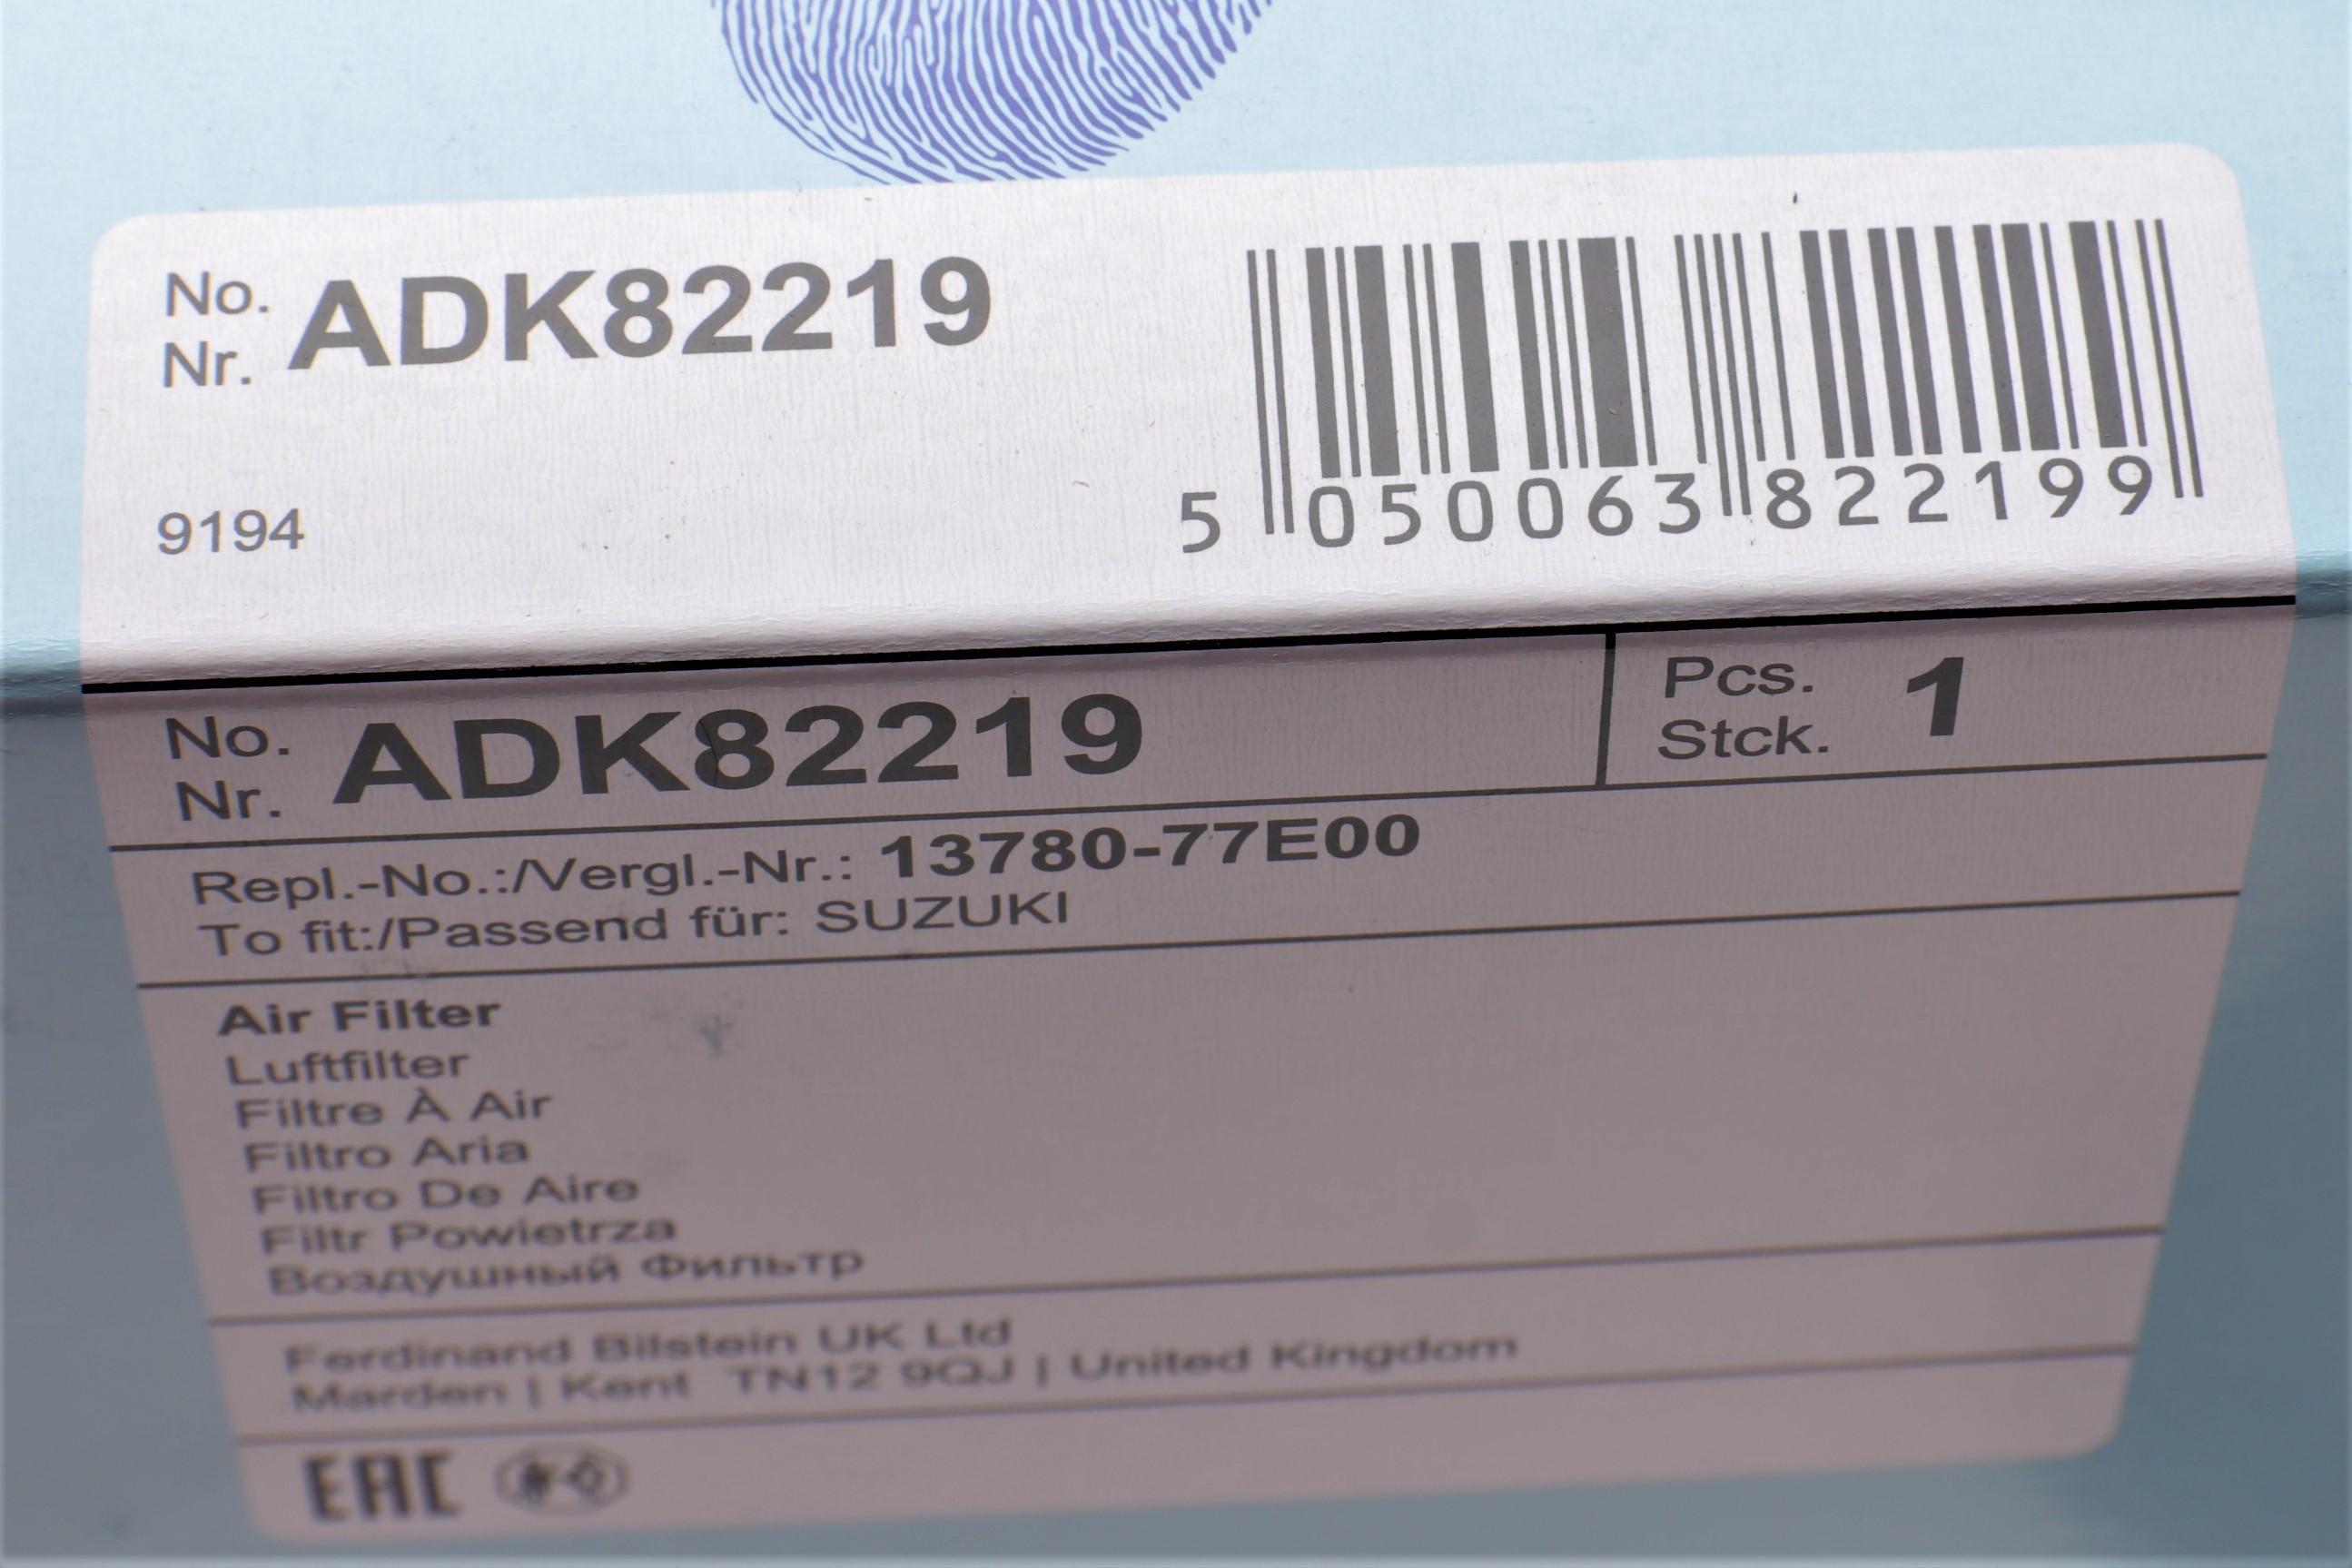 No.
Nr. ADK82219
9194
5 050063 822199
No.
Nr. ADK82219
Pcs.
Stck. 1
Repl.-No.:/Vergl.-Nr.: 13780-77E00
To fit:/Passend für: SUZUKI
Air Filter
Luftfilter
Filtre À Air
Filtro Aria
Filtro De Aire
Filtr Powietrza
Воздушный Фильтр
Ferdinand Bilstein UK Ltd
Marden | Kent TN12 9QJ | United Kingdom
EAC